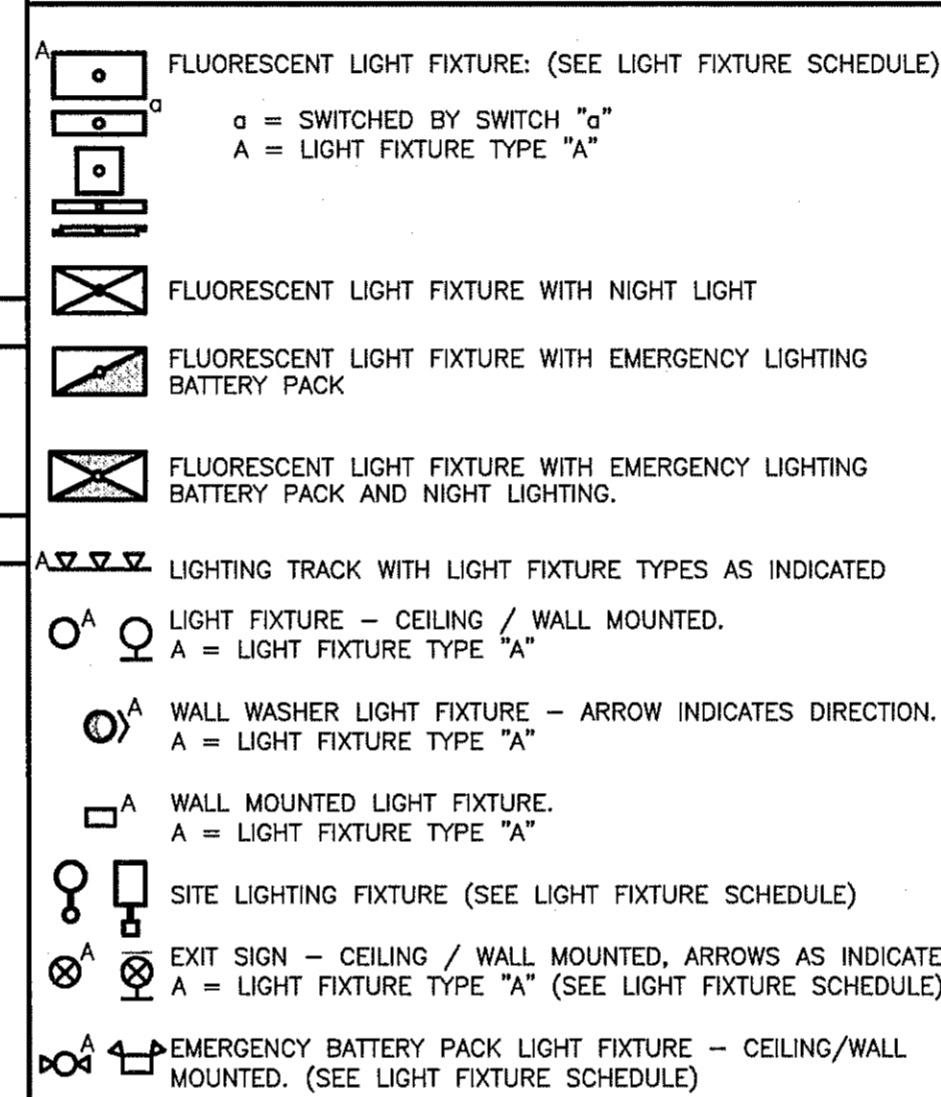 A FLUORESCENT LIGHT FIXTURE: (SEE LIGHT FIXTURE SCHEDULE)
a a = SWITCHED BY SWITCH "a"
A = LIGHT FIXTURE TYPE "A"
FLUORESCENT LIGHT FIXTURE WITH NIGHT LIGHT
FLUORESCENT LIGHT FIXTURE WITH EMERGENCY LIGHTING
BATTERY PACK
FLUORESCENT LIGHT FIXTURE WITH EMERGENCY LIGHTING
BATTERY PACK AND NIGHT LIGHTING.
A LIGHTING TRACK WITH LIGHT FIXTURE TYPES AS INDICATED
A LIGHT FIXTURE – CEILING / WALL MOUNTED.
A = LIGHT FIXTURE TYPE "A"
A WALL WASHER LIGHT FIXTURE – ARROW INDICATES DIRECTION.
A = LIGHT FIXTURE TYPE "A"
A WALL MOUNTED LIGHT FIXTURE.
A = LIGHT FIXTURE TYPE "A"
SITE LIGHTING FIXTURE (SEE LIGHT FIXTURE SCHEDULE)
A EXIT SIGN – CEILING / WALL MOUNTED, ARROWS AS INDICATE
A = LIGHT FIXTURE TYPE "A" (SEE LIGHT FIXTURE SCHEDULE)
A EMERGENCY BATTERY PACK LIGHT FIXTURE – CEILING/WALL
MOUNTED. (SEE LIGHT FIXTURE SCHEDULE)